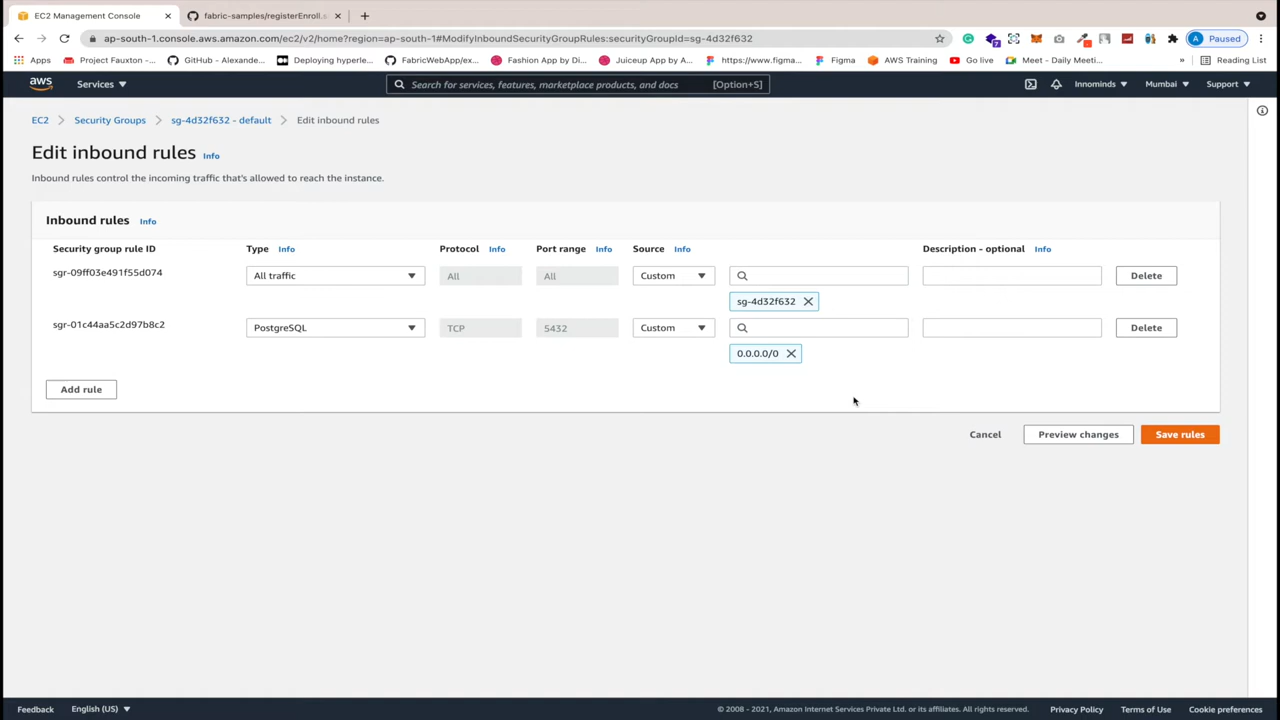 EC2 Management Console
fabric-samples/registerEnroll.s
ap-south-1.console.aws.amazon.com/ec2/v2/home?region=ap-south-1#ModifyInboundSecurityGroupRules:securityGroupId=sg-4d32f632
A Paused
Apps Project Fauxton -... GitHub - Alexande... Deploying hyperle... FabricWebApp/ex... Fashion App by Di... Juiceup App by A... https://www.figma... Figma AWS Training Go live Meet - Daily Meeti... » Reading List
aws Services Search for services, features, marketplace products, and docs [Option+S] Innominds Mumbai Support
EC2 Security Groups sg-4d32f632 - default Edit inbound rules
Edit inbound rules Info
Inbound rules control the incoming traffic that's allowed to reach the instance.
Inbound rules Info
Security group rule ID Type Info Protocol Info Port range Info Source Info Description - optional Info
sgr-09ff03e491f55d074 All traffic All All Custom Delete
sg-4d32f632
sgr-01c44aa5c2d97b8c2 PostgreSQL TCP 5432 Custom Delete
0.0.0.0/0
Add rule
Cancel Preview changes Save rules
Feedback English (US) © 2008 - 2021, Amazon Internet Services Private Ltd. or its affiliates. All rights reserved. Privacy Policy Terms of Use Cookie preferences